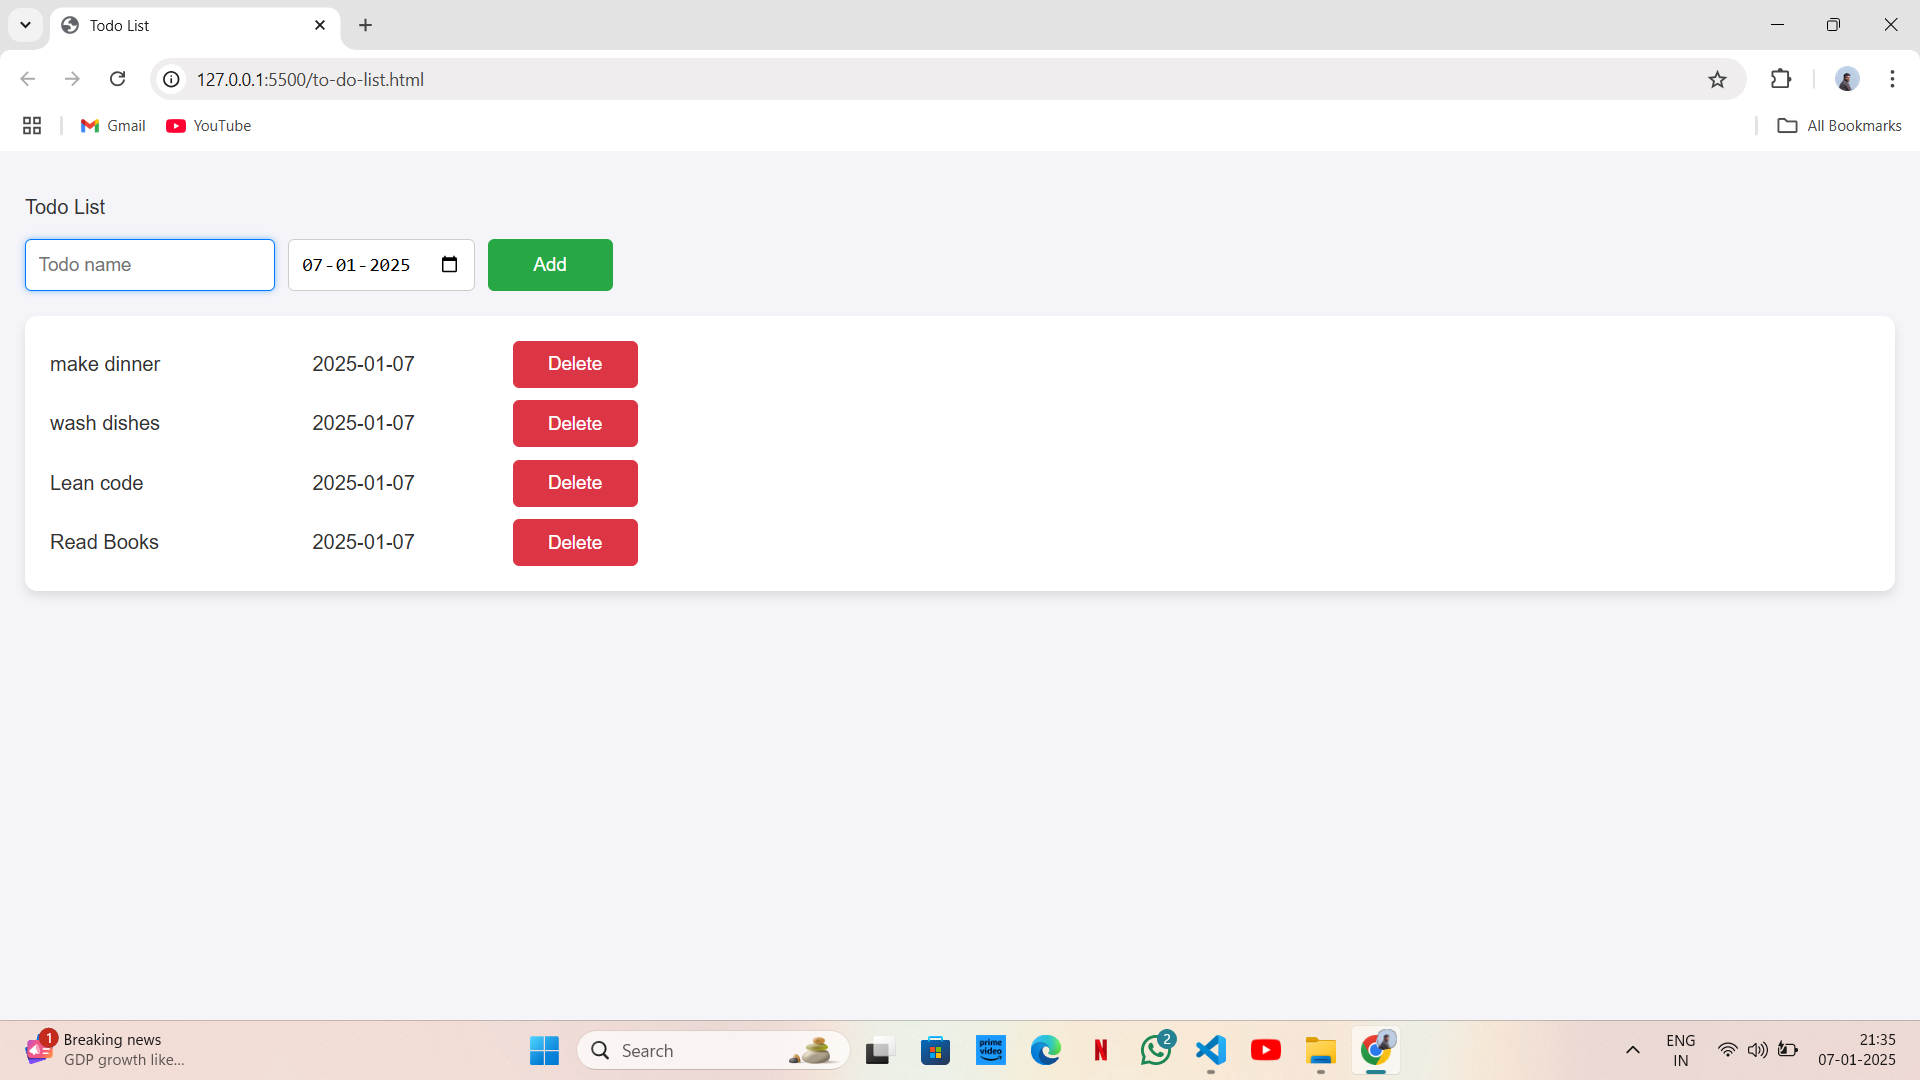 Todo List
127.0.0.1:5500/to-do-list.html
Gmail YouTube All Bookmarks
Todo List
Todo name 07-01-2025 Add
make dinner 2025-01-07 Delete
wash dishes 2025-01-07 Delete
Lean code 2025-01-07 Delete
Read Books 2025-01-07 Delete
1 Breaking news
GDP growth like...
Search
prime video
N
2
ENG
IN
21:35
07-01-2025